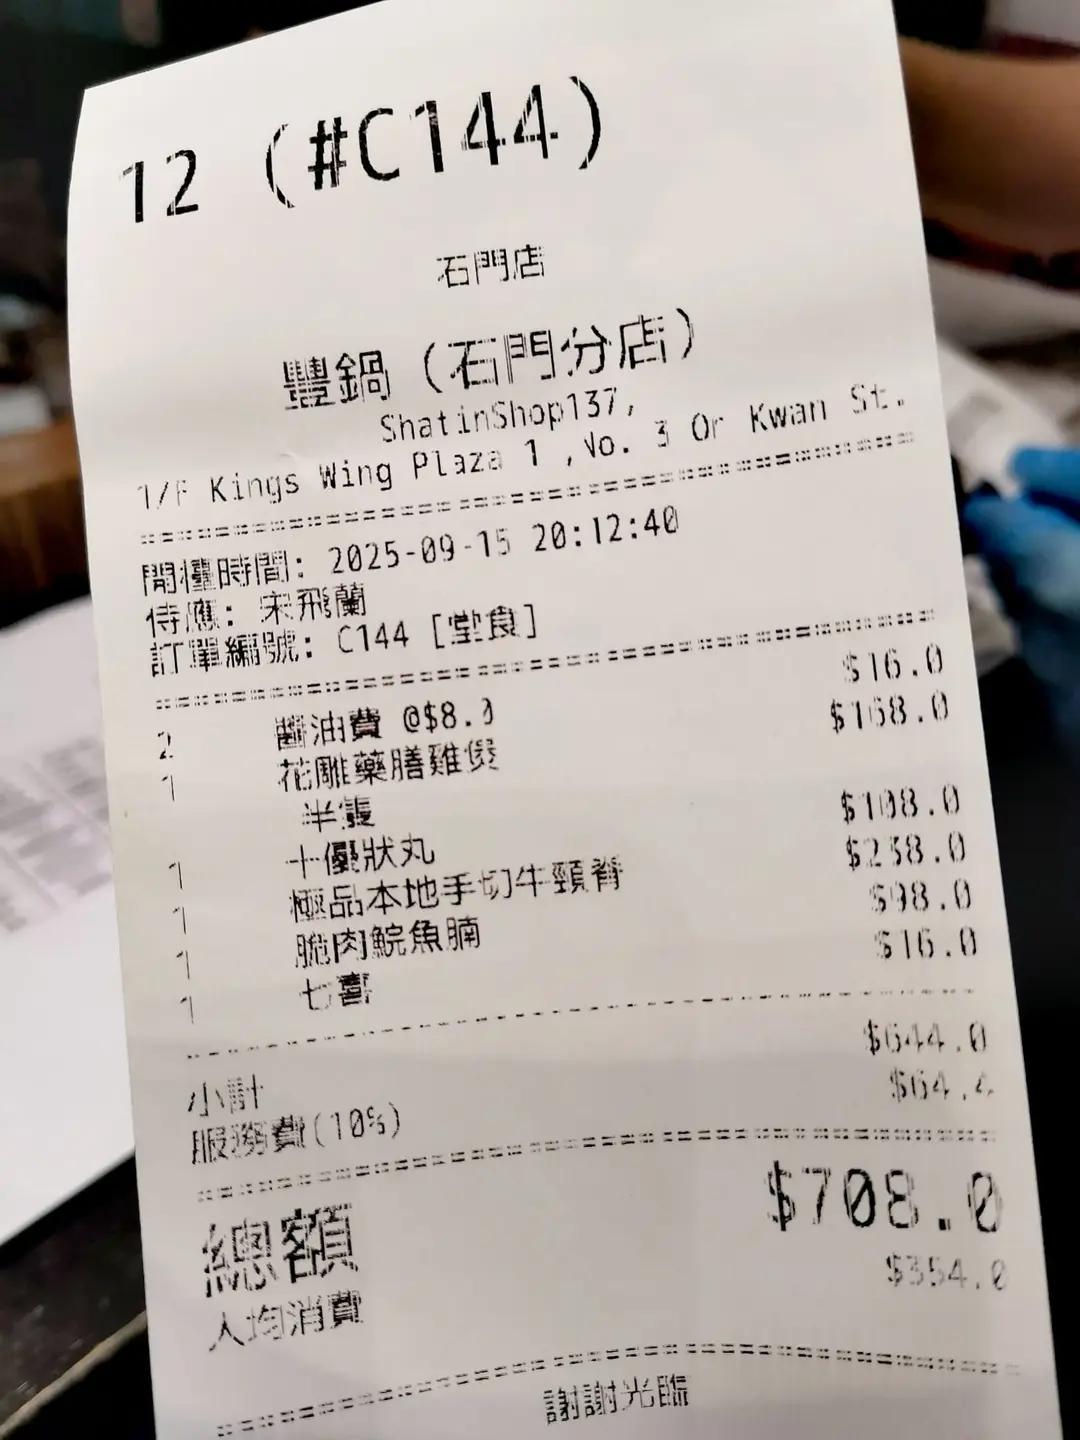 12 (#C144)
石門店
豐鍋 (石門分店)
ShatinShop137,
1/F Kings Wing Plaza 1 ,No. 3 On Kwan St.
開檯時間: 2025-09-15 20:12:40
侍應: 宋飛蘭
訂單編號: C144 [堂食]
2 醬油費 @$8.0 $16.0
1 花雕藥膳雞煲 $168.0
半隻
1 十優狀丸 $108.0
1 極品本地手切牛頸脊 $238.0
1 脆肉鯇魚腩 $98.0
1 七喜 $16.0
小計 $644.0
服務費(10%) $64.4
總額 $708.0
人均消費 $354.0
謝謝光臨